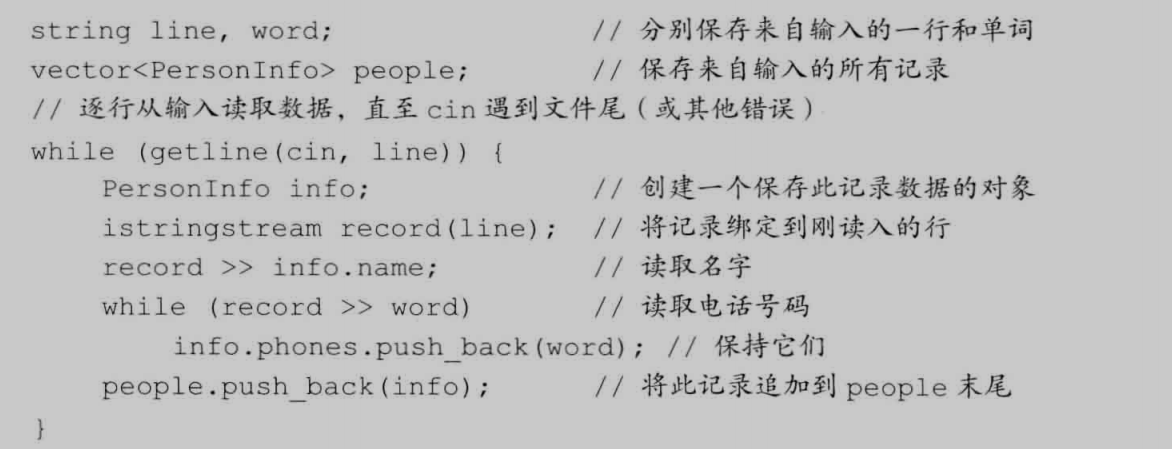 string line, word; // 分别保存来自输入的一行和单词
vector<PersonInfo> people; // 保存来自输入的所有记录
// 逐行从输入读取数据，直至 cin 遇到文件尾（或其他错误）
while (getline(cin, line)) {
PersonInfo info; // 创建一个保存此记录数据的对象
istringstream record(line); // 将记录绑定到刚读入的行
record >> info.name; // 读取名字
while (record >> word) // 读取电话号码
info.phones.push_back(word); // 保持它们
people.push_back(info); // 将此记录追加到 people 末尾
}